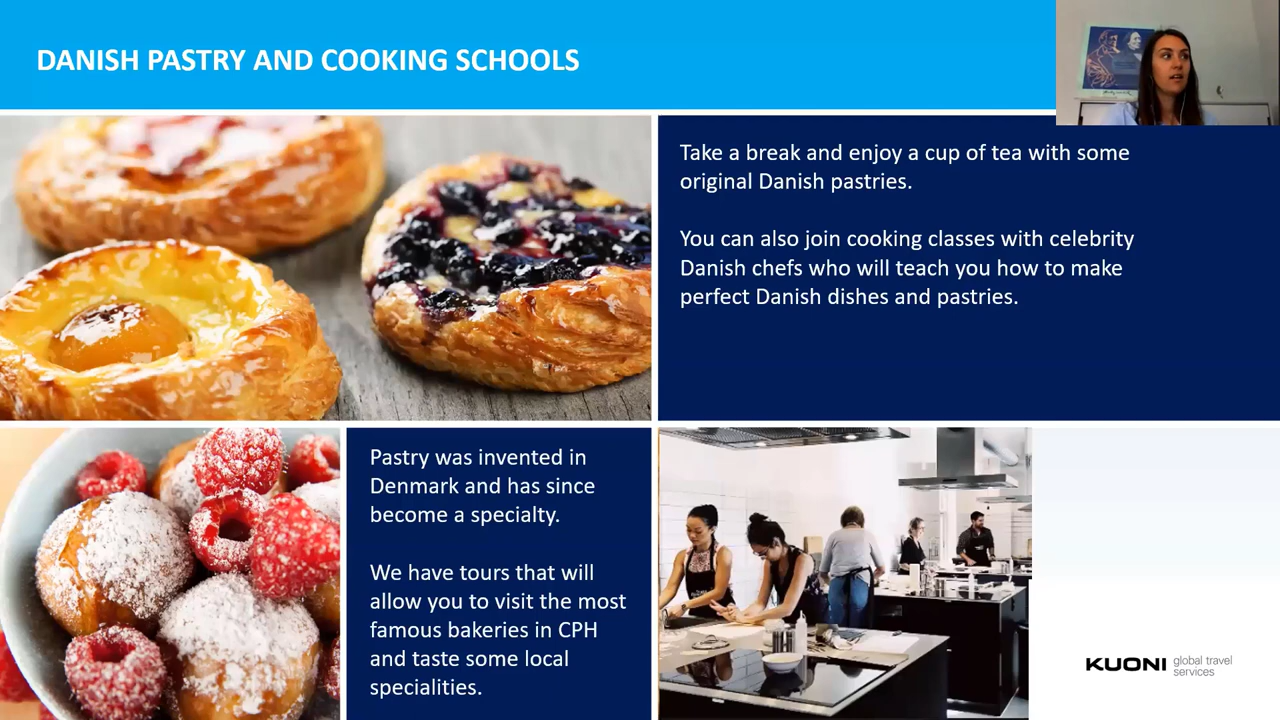 DANISH PASTRY AND COOKING SCHOOLS
Take a break and enjoy a cup of tea with some
original Danish pastries.
You can also join cooking classes with celebrity
Danish chefs who will teach you how to make
perfect Danish dishes and pastries.
Pastry was invented in
Denmark and has since
become a specialty.
We have tours that will
allow you to visit the most
famous bakeries in CPH
and taste some local
specialities.
KUONI global travel
services